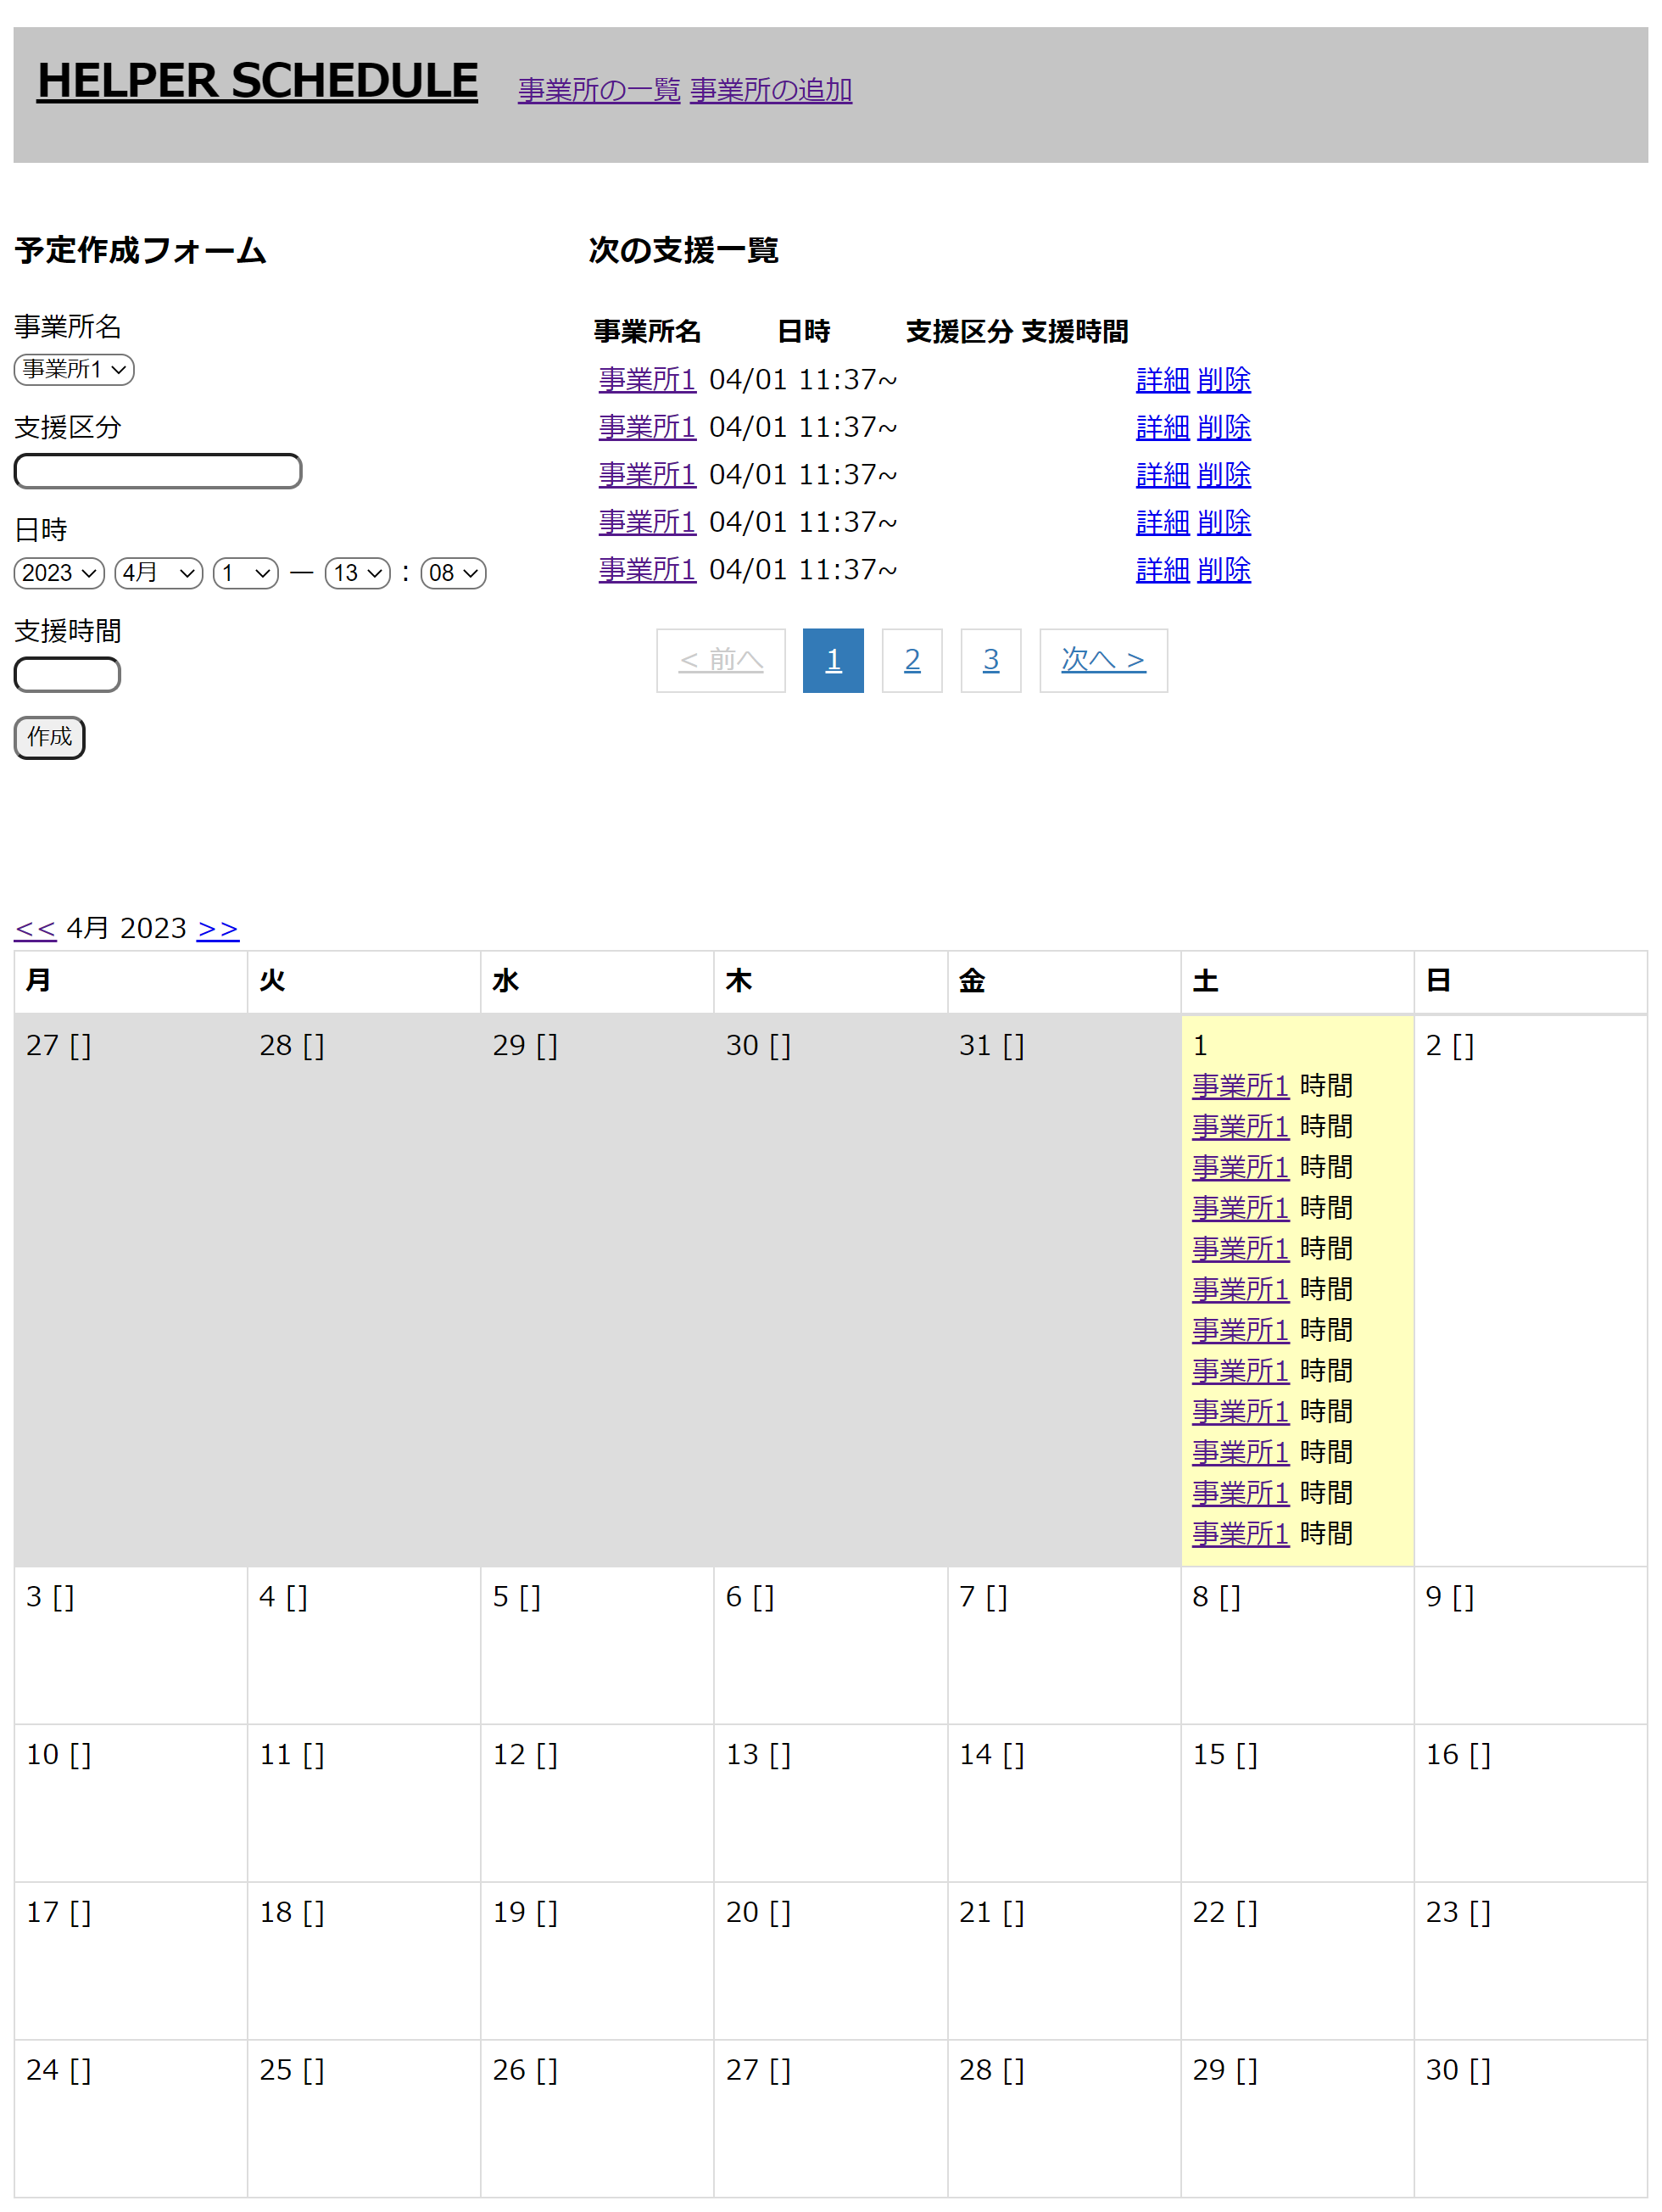 HELPER SCHEDULE 事業所の一覧 事業所の追加
予定作成フォーム
事業所名
事業所1
支援区分
日時
2023 4月 1 — 13 : 08
支援時間
作成
次の支援一覧
事業所名 日時 支援区分 支援時間
事業所1 04/01 11:37~ 詳細 削除
事業所1 04/01 11:37~ 詳細 削除
事業所1 04/01 11:37~ 詳細 削除
事業所1 04/01 11:37~ 詳細 削除
事業所1 04/01 11:37~ 詳細 削除
< 前へ 1 2 3 次へ >
<< 4月 2023 >>
月 火 水 木 金 土 日
27 [] 28 [] 29 [] 30 [] 31 [] 1 2 []
事業所1 時間
事業所1 時間
事業所1 時間
事業所1 時間
事業所1 時間
事業所1 時間
事業所1 時間
事業所1 時間
事業所1 時間
事業所1 時間
事業所1 時間
事業所1 時間
3 [] 4 [] 5 [] 6 [] 7 [] 8 [] 9 []
10 [] 11 [] 12 [] 13 [] 14 [] 15 [] 16 []
17 [] 18 [] 19 [] 20 [] 21 [] 22 [] 23 []
24 [] 25 [] 26 [] 27 [] 28 [] 29 [] 30 []